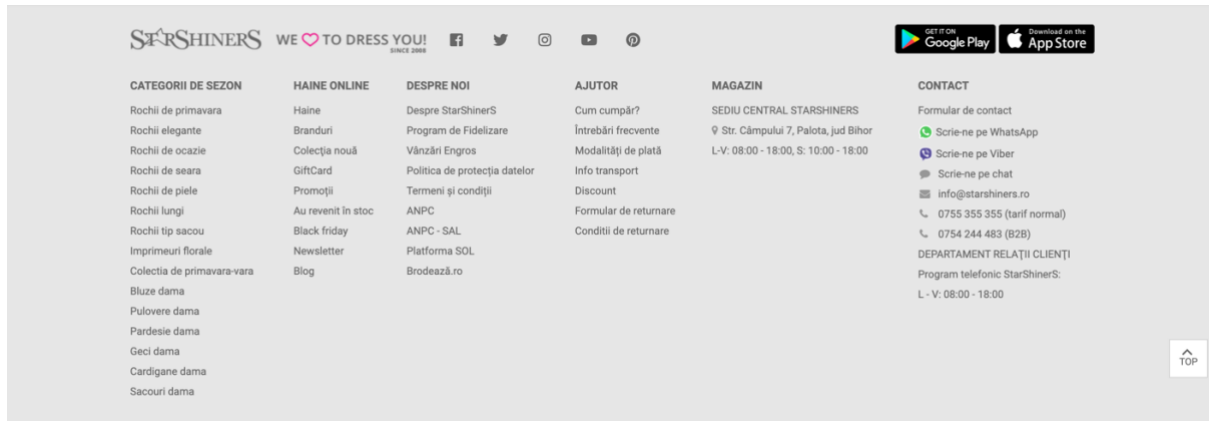 STARSHINERS WE TO DRESS YOU!
SINCE 2009
GET IT ON
Google Play
Download on the
App Store
CATEGORII DE SEZON
Rochii de primavara
Rochii elegante
Rochii de ocazie
Rochii de seara
Rochii de piele
Rochii lungi
Rochii tip sacou
Imprimeuri florale
Colectia de primavara-vara
Bluze dama
Pulovere dama
Pardesie dama
Geci dama
Cardigane dama
Sacouri dama
HAINE ONLINE
Haine
Branduri
Colecția nouă
GiftCard
Promoții
Au revenit în stoc
Black friday
Newsletter
Blog
DESPRE NOI
Despre StarShinerS
Program de Fidelizare
Vânzări Engros
Politica de protecția datelor
Termeni și condiții
ANPC
ANPC - SAL
Platforma SOL
Brodează.ro
AJUTOR
Cum cumpăr?
Întrebări frecvente
Modalități de plată
Info transport
Discount
Formular de returnare
Conditii de returnare
MAGAZIN
SEDIU CENTRAL STARSHINERS
Str. Câmpului 7, Palota, jud Bihor
L-V: 08:00 - 18:00, S: 10:00 - 18:00
CONTACT
Formular de contact
Scrie-ne pe WhatsApp
Scrie-ne pe Viber
Scrie-ne pe chat
info@starshiners.ro
0755 355 355 (tarif normal)
0754 244 483 (B2B)
DEPARTAMENT RELAŢII CLIENŢI
Program telefonic StarShinerS:
L - V: 08:00 - 18:00
TOP